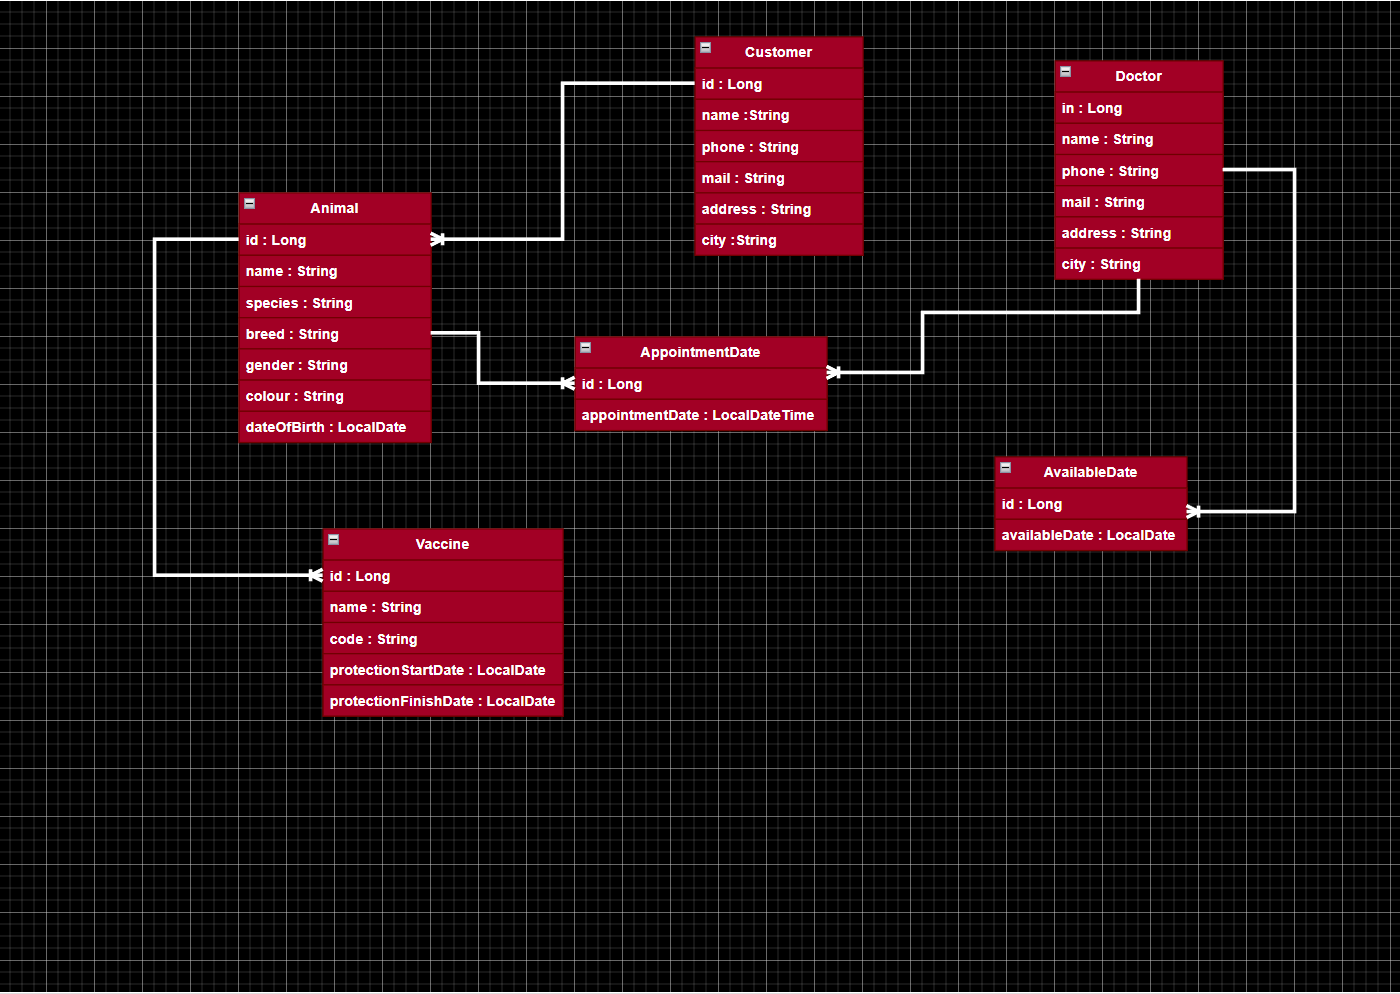 Customer
id : Long
name :String
phone : String
mail : String
address : String
city :String
Doctor
in : Long
name : String
phone : String
mail : String
address : String
city : String
Animal
id : Long
name : String
species : String
breed : String
gender : String
colour : String
dateOfBirth : LocalDate
AppointmentDate
id : Long
appointmentDate : LocalDateTime
AvailableDate
id : Long
availableDate : LocalDate
Vaccine
id : Long
name : String
code : String
protectionStartDate : LocalDate
protectionFinishDate : LocalDate